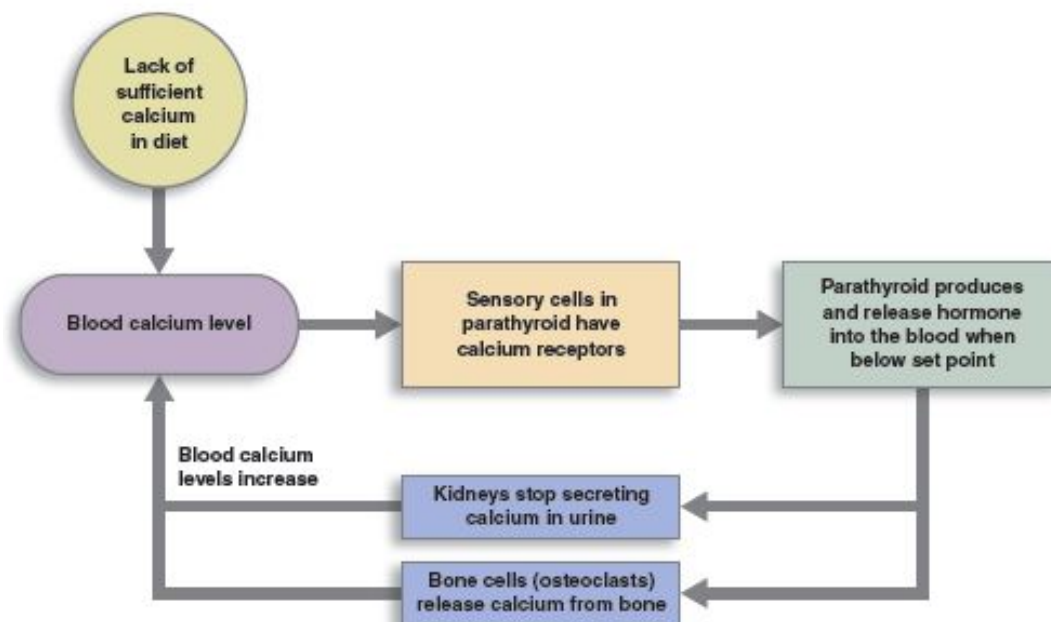 Lack of
sufficient
calcium
in diet
Blood calcium level
Sensory cells in
parathyroid have
calcium receptors
Parathyroid produces
and release hormone
into the blood when
below set point
Blood calcium
levels increase
Kidneys stop secreting
calcium in urine
Bone cells (osteoclasts)
release calcium from bone